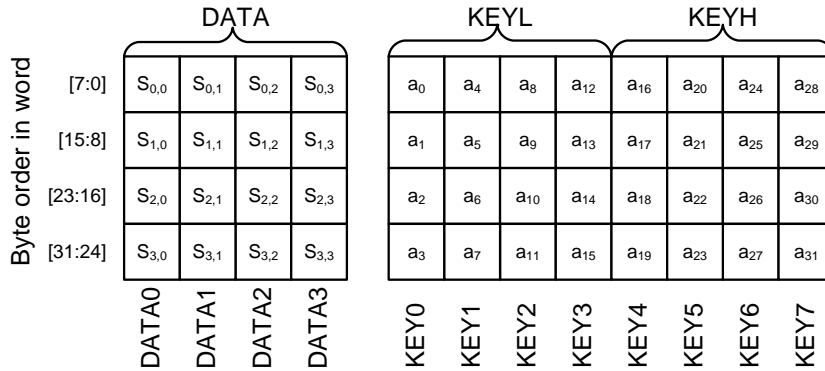 DATA KEYL KEYH
[7:0] S0,0 S0,1 S0,2 S0,3 a0 a4 a8 a12 a16 a20 a24 a28
[15:8] S1,0 S1,1 S1,2 S1,3 a1 a5 a9 a13 a17 a21 a25 a29
[23:16] S2,0 S2,1 S2,2 S2,3 a2 a6 a10 a14 a18 a22 a26 a30
[31:24] S3,0 S3,1 S3,2 S3,3 a3 a7 a11 a15 a19 a23 a27 a31
Byte order in word
DATA0 DATA1 DATA2 DATA3 KEY0 KEY1 KEY2 KEY3 KEY4 KEY5 KEY6 KEY7